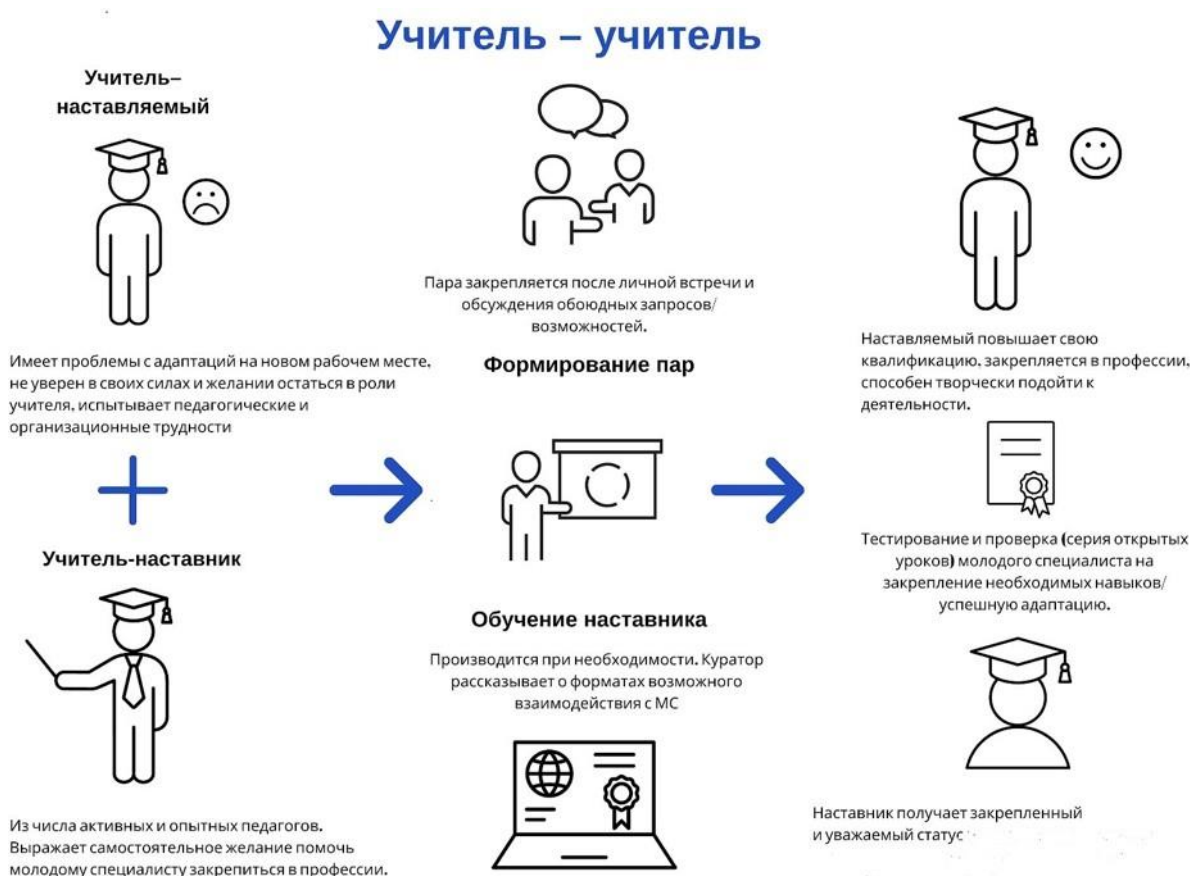 Учитель – учитель
Учитель–
наставляемый
Имеет проблемы с адаптаций на новом рабочем месте,
не уверен в своих силах и желании остаться в роли
учителя, испытывает педагогические и
организационные трудности
Учитель-наставник
Из числа активных и опытных педагогов.
Выражает самостоятельное желание помочь
молодому специалисту закрепиться в профессии.
Пара закрепляется после личной встречи и
обсуждения обоюдных запросов/
возможностей.
Формирование пар
Обучение наставника
Производится при необходимости. Куратор
рассказывает о форматах возможного
взаимодействия с МС
Наставляемый повышает свою
квалификацию, закрепляется в профессии,
способен творчески подойти к
деятельности.
Тестирование и проверка (серия открытых
уроков) молодого специалиста на
закрепление необходимых навыков/
успешную адаптацию.
Наставник получает закрепленный
и уважаемый статус